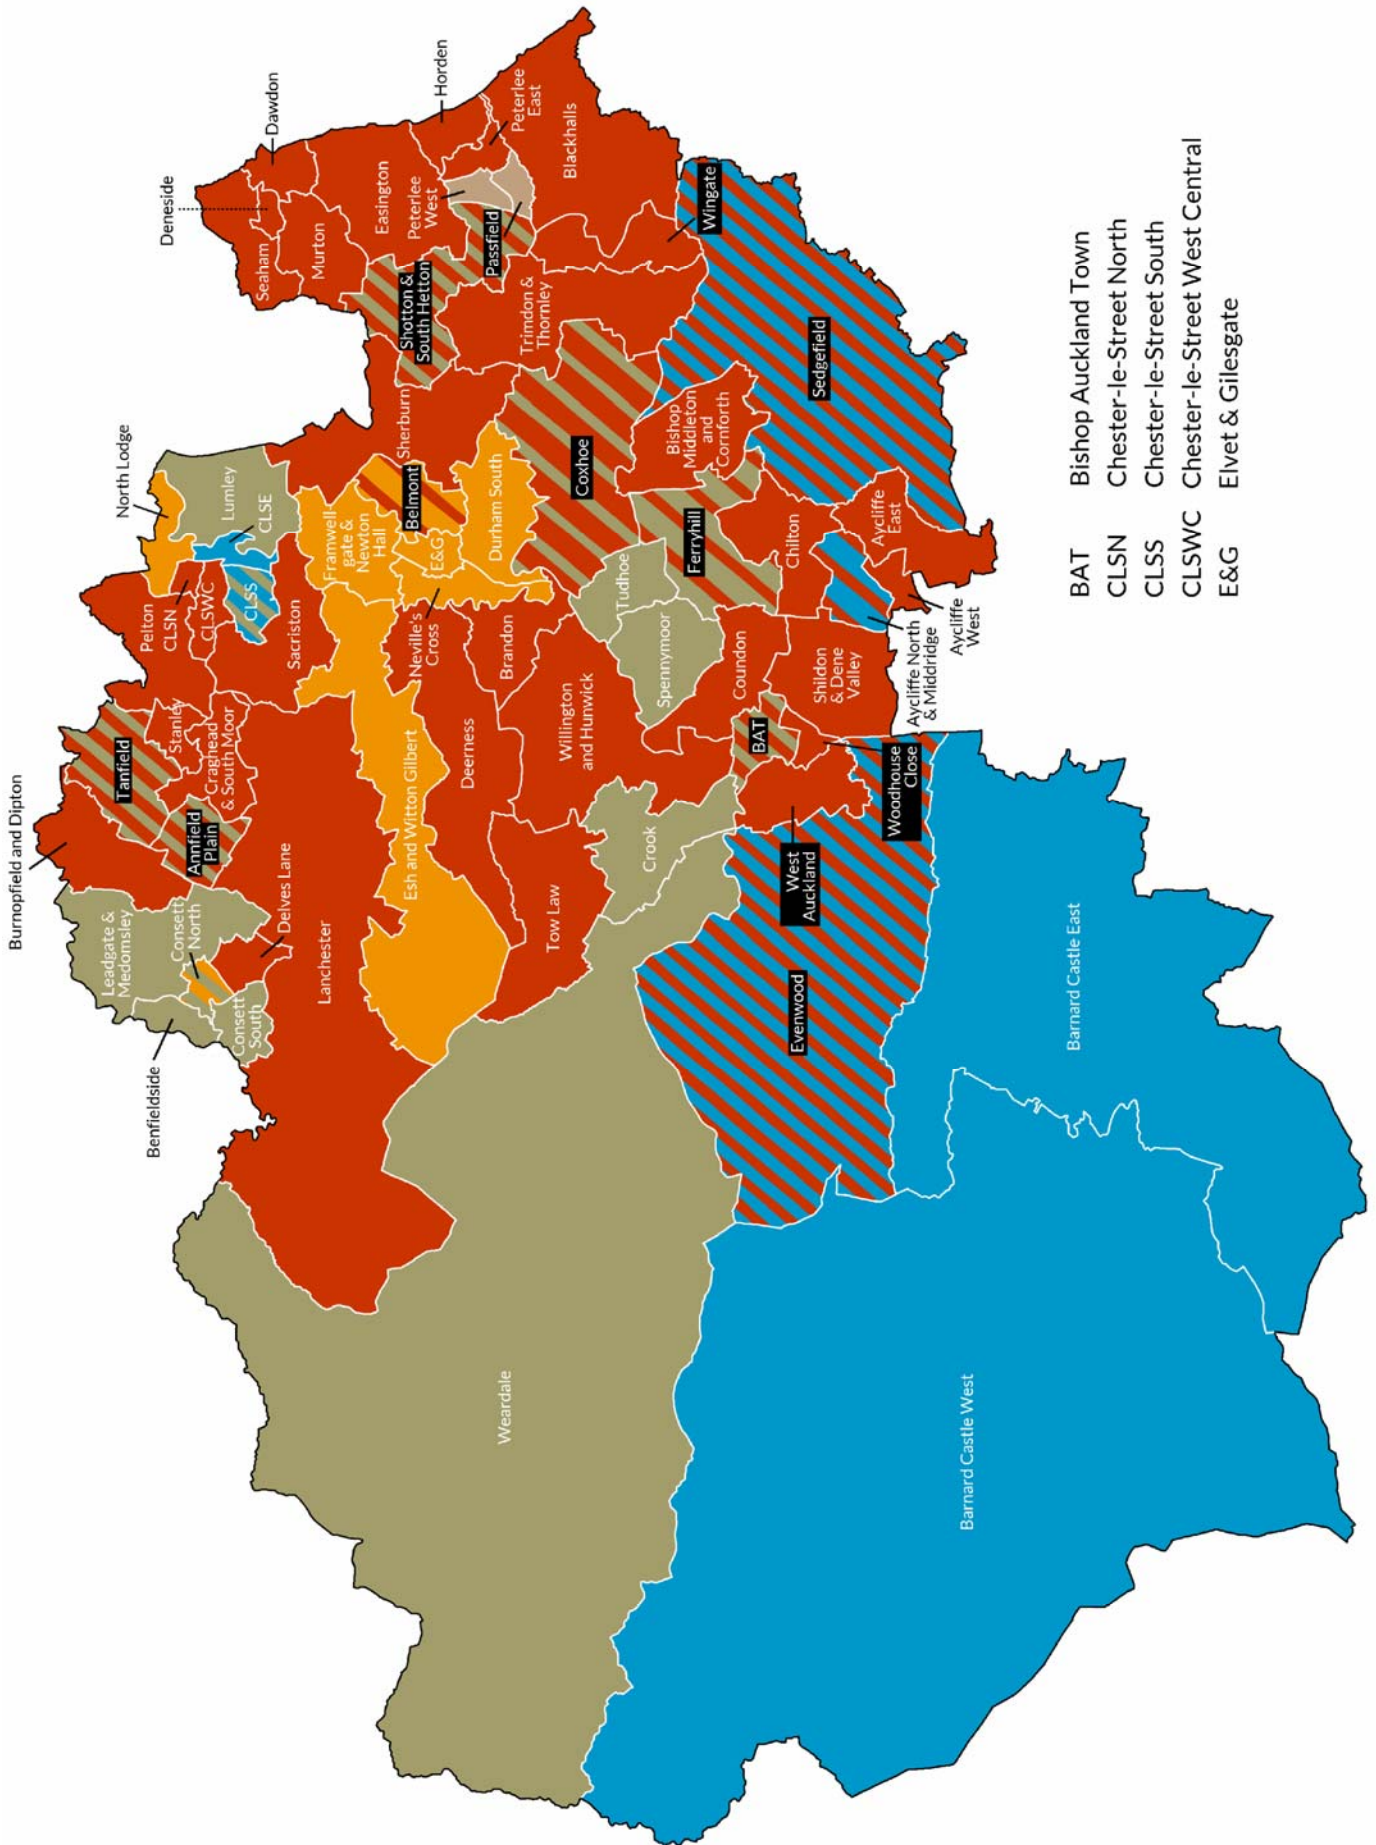 Burnopfield and Dipton
Tanfield
Leadgate &
Medomsley
Annfield
Plain
Stanley
Craghead
& South Moor
Consett
North
Delves Lane
Consett
South
Benfieldside
Lanchester
Pelton
CLSN
CLSWC
CLSS
Sacriston
North Lodge
Lumley
CLSE
Framwell-
gate &
Newton
Hall
Belmont
Sherburn
E&G
Durham South
Neville's
Cross
Esh and Witton Gilbert
Deerness
Brandon
Willington
and Hunwick
Tow Law
Crook
Weardale
Deneside
Dawdon
Seaham
Murton
Easington
Horden
Peterlee
West
Peterlee
East
Passfield
Shotton &
South Hetton
Blackhalls
Trimdon &
Thornley
Wingate
Coxhoe
Tudhoe
Spennymoor
Ferryhill
Bishop
Middleton
and
Cornforth
Sedgefield
Chilton
Coundon
BAT
Shildon
& Dene
Valley
Aycliffe
East
Aycliffe
West
Aycliffe North
& Middridge
Woodhouse
Close
West
Auckland
Evenwood
Barnard Castle East
Barnard Castle West
BAT Bishop Auckland Town
CLSN Chester-le-Street North
CLSS Chester-le-Street South
CLSWC Chester-le-Street West Central
E&G Elvet & Gilesgate